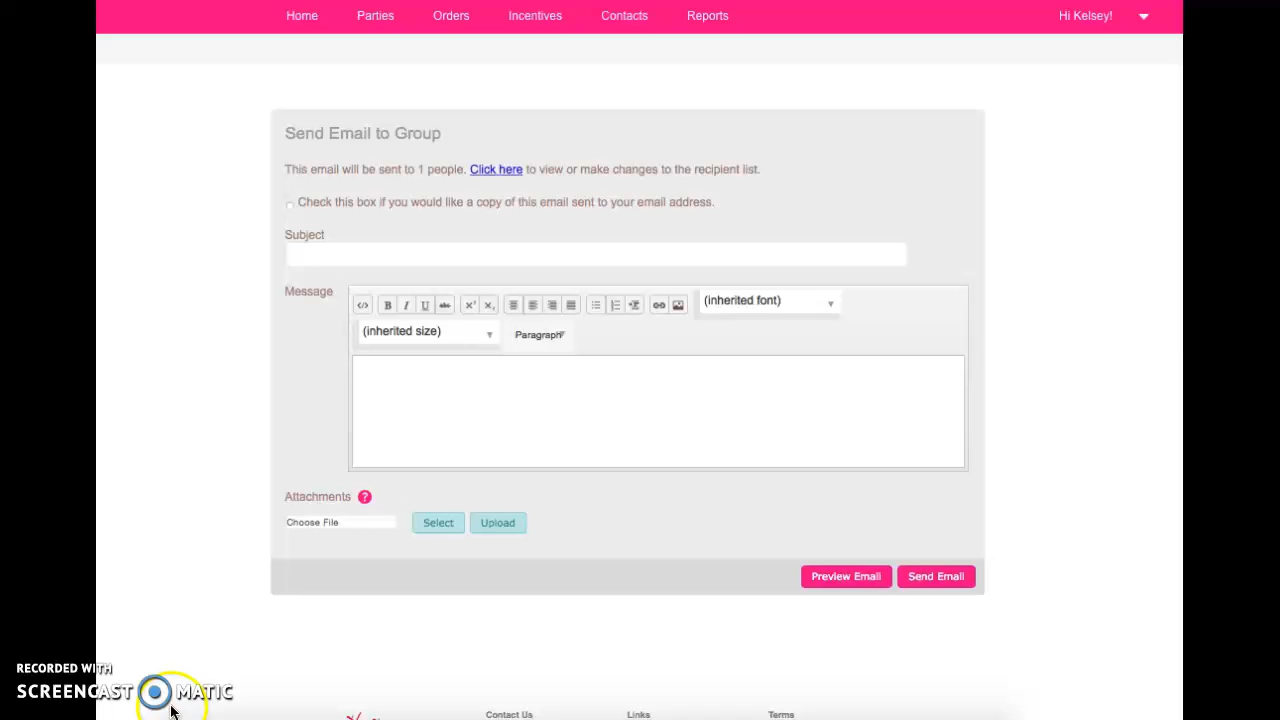 Home Parties Orders Incentives Contacts Reports Hi Kelsey!
Send Email to Group
This email will be sent to 1 people. Click here to view or make changes to the recipient list.
Check this box if you would like a copy of this email sent to your email address.
Subject
Message
B I U abc x² x₂ (inherited font)
(inherited size) Paragraph
Attachments ?
Choose File Select Upload
Preview Email Send Email
RECORDED WITH
SCREENCAST MATIC
Contact Us Links Terms